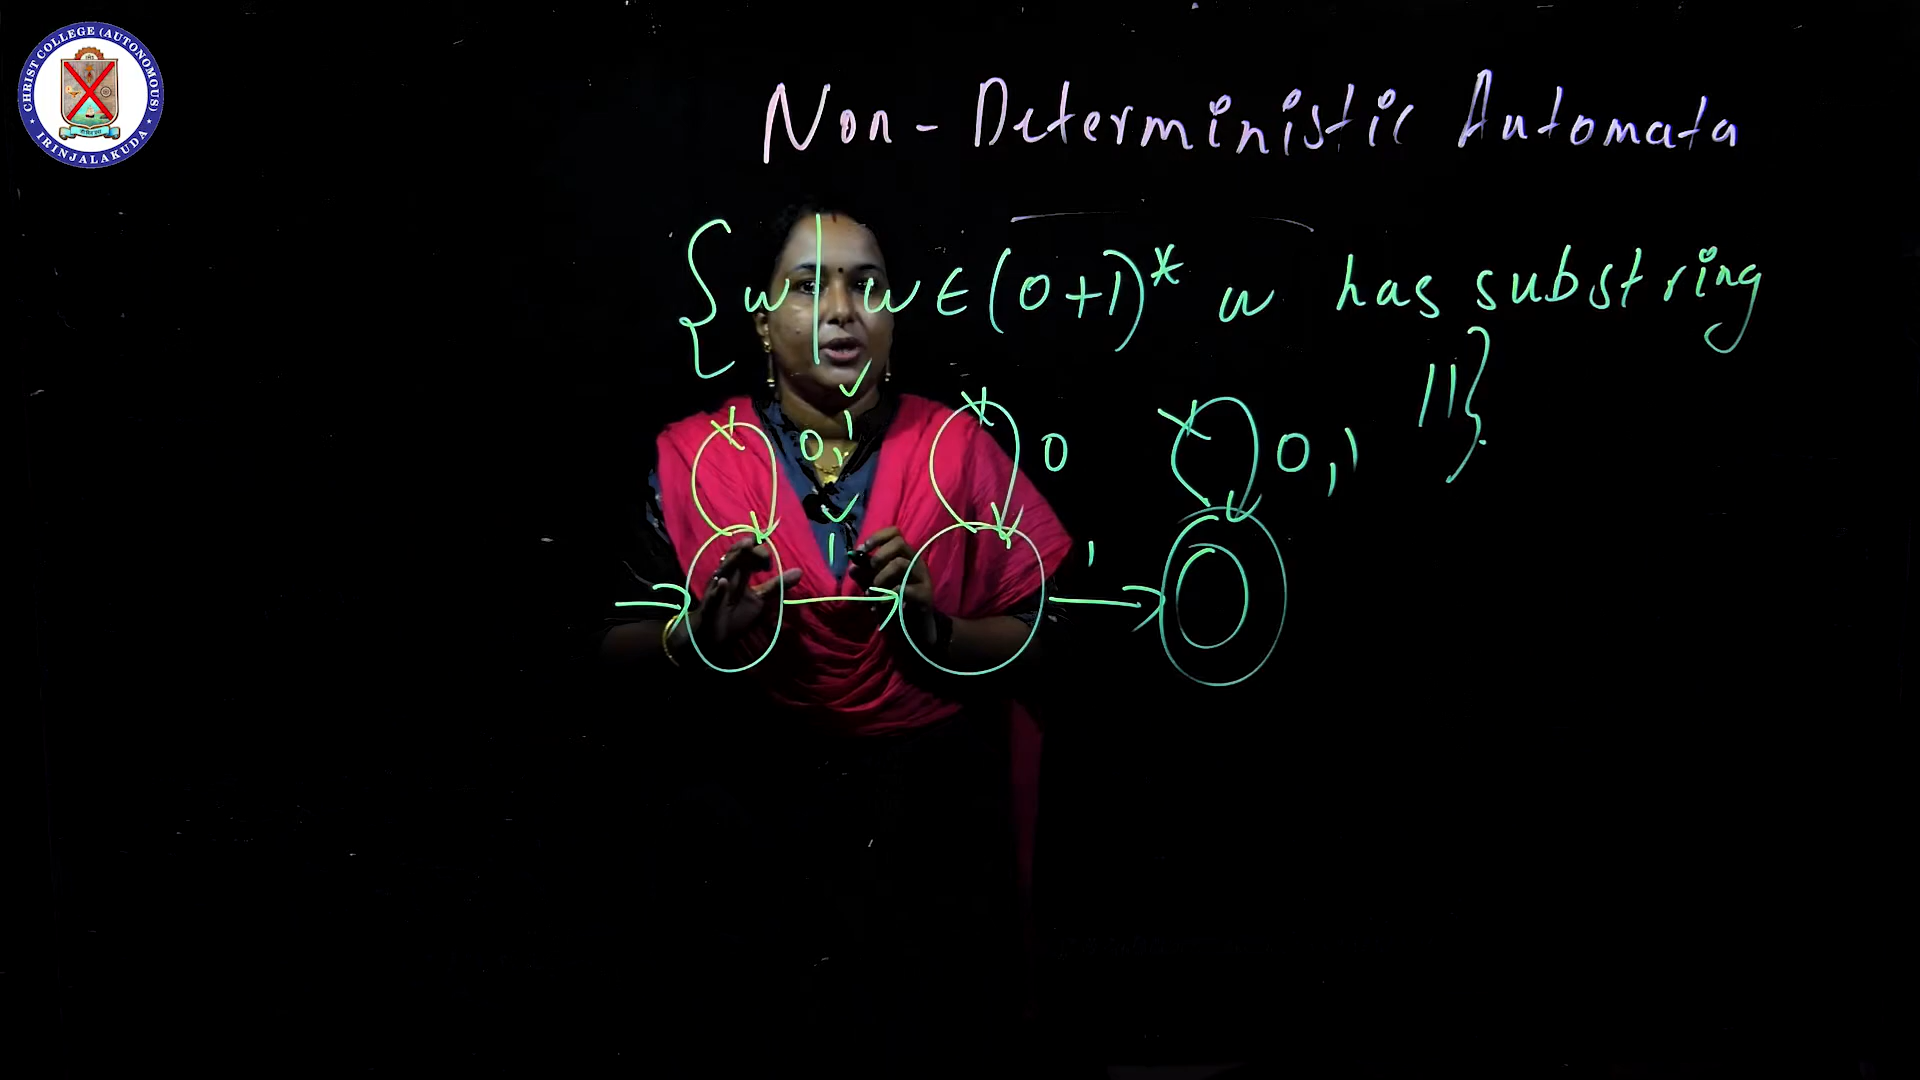 CHRIST COLLEGE (AUTONOMOUS)
IRINJALAKUDA
Non-Deterministic Automata
{w | w ∈ (0+1)* w has substring
11}.
✓
0,1 0 0,1
✓
1 1